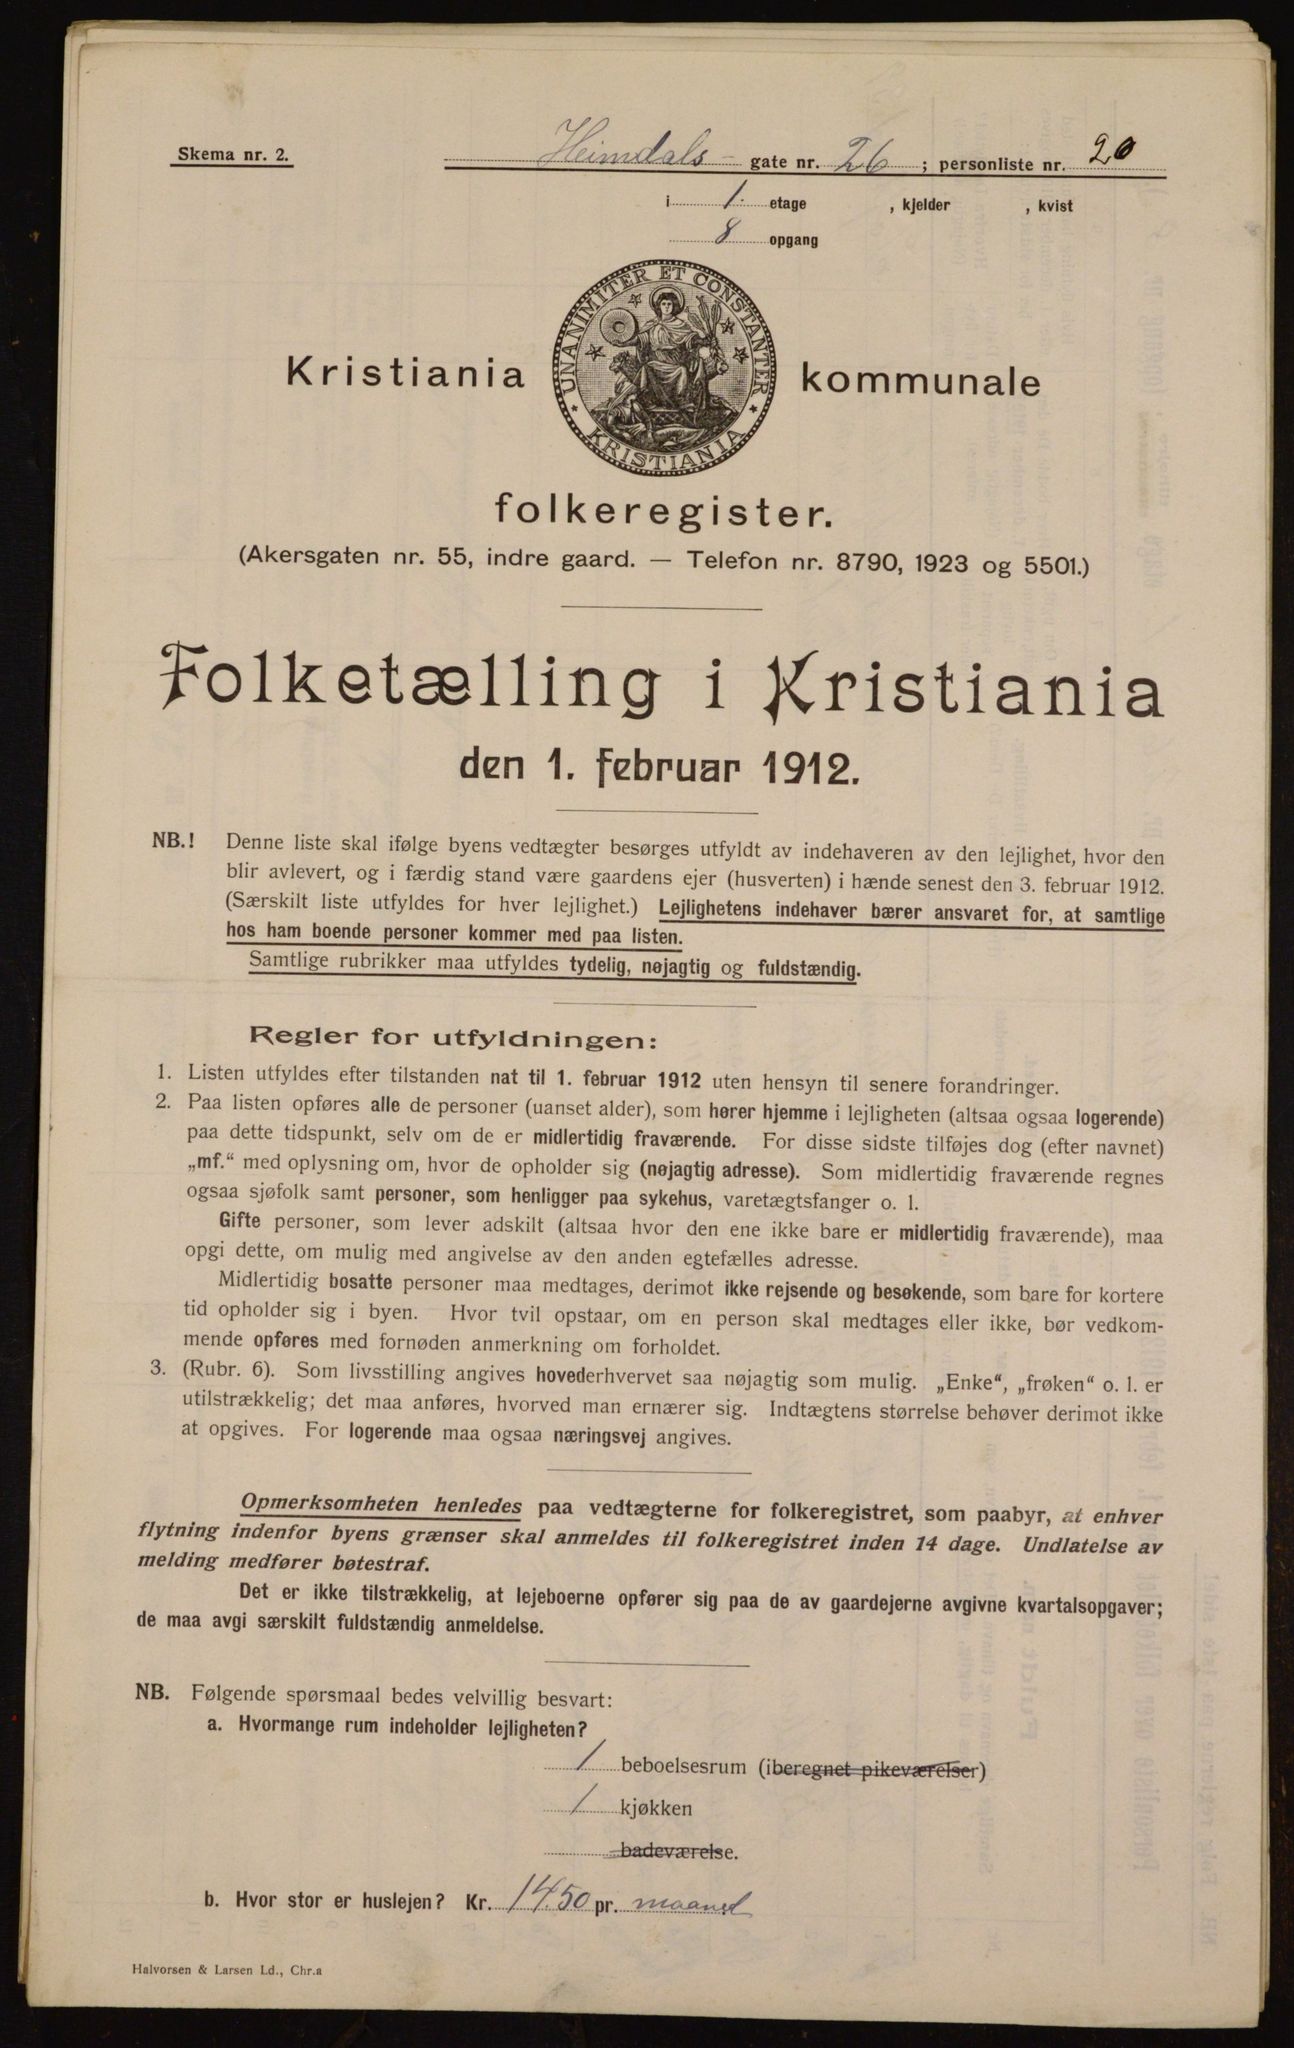 Skema nr. 2.
Heimdals- gate nr. 26 ; personliste nr. 20
i 1. etage , kjelder , kvist
8 opgang
UNANIMITER ET CONSTANTER
KRISTIANIA
Kristiania kommunale
folkeregister.
(Akersgaten nr. 55, indre gaard. — Telefon nr. 8790, 1923 og 5501.)
Folketælling i Kristiania
den 1. februar 1912.
NB.! Denne liste skal ifølge byens vedtægter besørges utfyldt av indehaveren av den lejlighet, hvor den
blir avlevert, og i færdig stand være gaardens ejer (husverten) i hænde senest den 3. februar 1912.
(Særskilt liste utfyldes for hver lejlighet.) Lejlighetens indehaver bærer ansvaret for, at samtlige
hos ham boende personer kommer med paa listen.
Samtlige rubrikker maa utfyldes tydelig, nøjagtig og fuldstændig.
Regler for utfyldningen:
1. Listen utfyldes efter tilstanden nat til 1. februar 1912 uten hensyn til senere forandringer.
2. Paa listen opføres alle de personer (uanset alder), som hører hjemme i lejligheten (altsaa ogsaa logerende)
paa dette tidspunkt, selv om de er midlertidig fraværende. For disse sidste tilføjes dog (efter navnet)
„mf.“ med oplysning om, hvor de opholder sig (nøjagtig adresse). Som midlertidig fraværende regnes
ogsaa sjøfolk samt personer, som henligger paa sykehus, varetægtsfanger o. l.
Gifte personer, som lever adskilt (altsaa hvor den ene ikke bare er midlertidig fraværende), maa
opgi dette, om mulig med angivelse av den anden egtefælles adresse.
Midlertidig bosatte personer maa medtages, derimot ikke rejsende og besøkende, som bare for kortere
tid opholder sig i byen. Hvor tvil opstaar, om en person skal medtages eller ikke, bør vedkom-
mende opføres med fornøden anmerkning om forholdet.
3. (Rubr. 6). Som livsstilling angives hovederhvervet saa nøjagtig som mulig. „Enke“, „frøken“ o. l. er
utilstrækkelig; det maa anføres, hvorved man ernærer sig. Indtægtens størrelse behøver derimot ikke
at opgives. For logerende maa ogsaa næringsvej angives.
Opmerksomheten henledes paa vedtægterne for folkeregistret, som paabyr, at enhver
flytning indenfor byens grænser skal anmeldes til folkeregistret inden 14 dage. Undlatelse av
melding medfører bøtestraf.
Det er ikke tilstrækkelig, at lejeboerne opfører sig paa de av gaardejerne avgivne kvartalsopgaver;
de maa avgi særskilt fuldstændig anmeldelse.
NB. Følgende spørsmaal bedes velvillig besvart:
a. Hvormange rum indeholder lejligheten?
1 beboelsesrum (iberegnet pikeværelser)
1 kjøkken
badeværelse.
b. Hvor stor er huslejen? Kr. 14.50 pr. maaned
Halvorsen & Larsen Ld., Chr.a